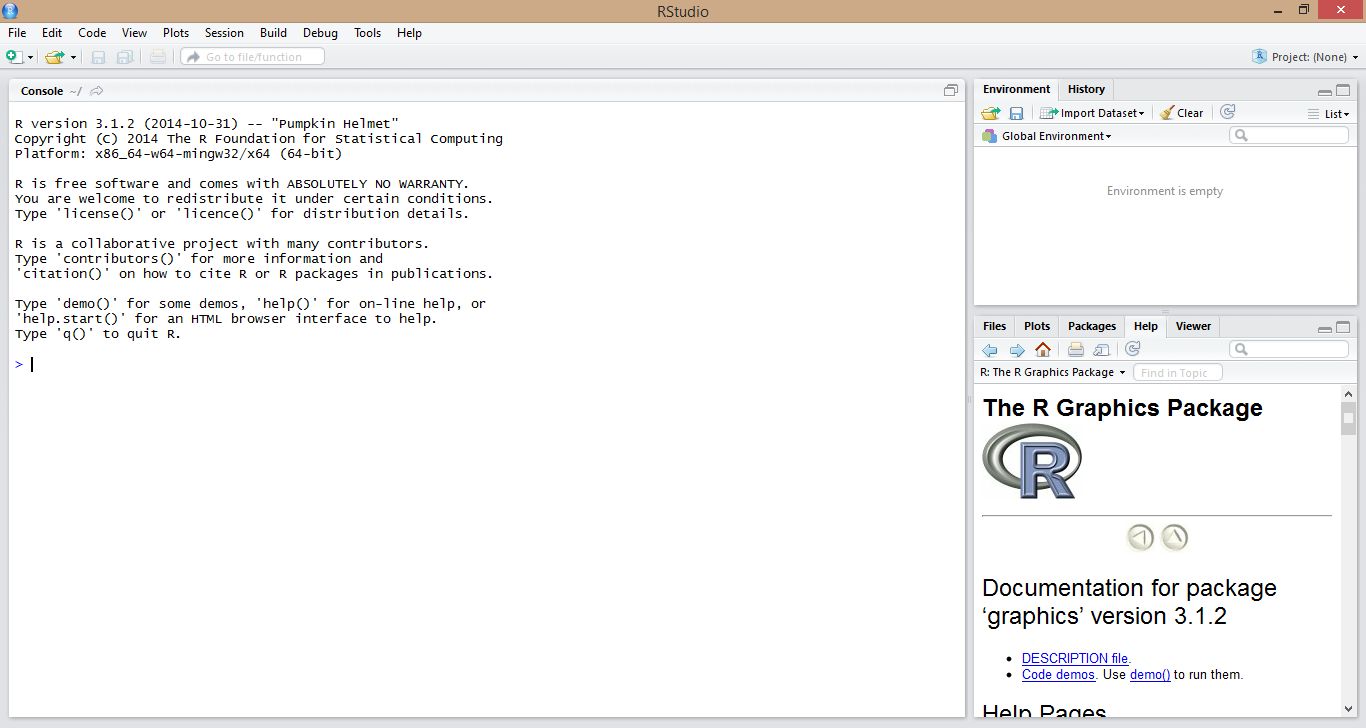 RStudio
File Edit Code View Plots Session Build Debug Tools Help
Go to file/function
Project: (None)
Console ~/
R version 3.1.2 (2014-10-31) -- "Pumpkin Helmet"
Copyright (C) 2014 The R Foundation for Statistical Computing
Platform: x86_64-w64-mingw32/x64 (64-bit)
R is free software and comes with ABSOLUTELY NO WARRANTY.
You are welcome to redistribute it under certain conditions.
Type 'license()' or 'licence()' for distribution details.
R is a collaborative project with many contributors.
Type 'contributors()' for more information and
'citation()' on how to cite R or R packages in publications.
Type 'demo()' for some demos, 'help()' for on-line help, or
'help.start()' for an HTML browser interface to help.
Type 'q()' to quit R.
>
Environment History
Import Dataset Clear List
Global Environment
Environment is empty
Files Plots Packages Help Viewer
R: The R Graphics Package Find in Topic
The R Graphics Package
R
Documentation for package
‘graphics’ version 3.1.2
• DESCRIPTION file.
• Code demos. Use demo() to run them.
Help Pages